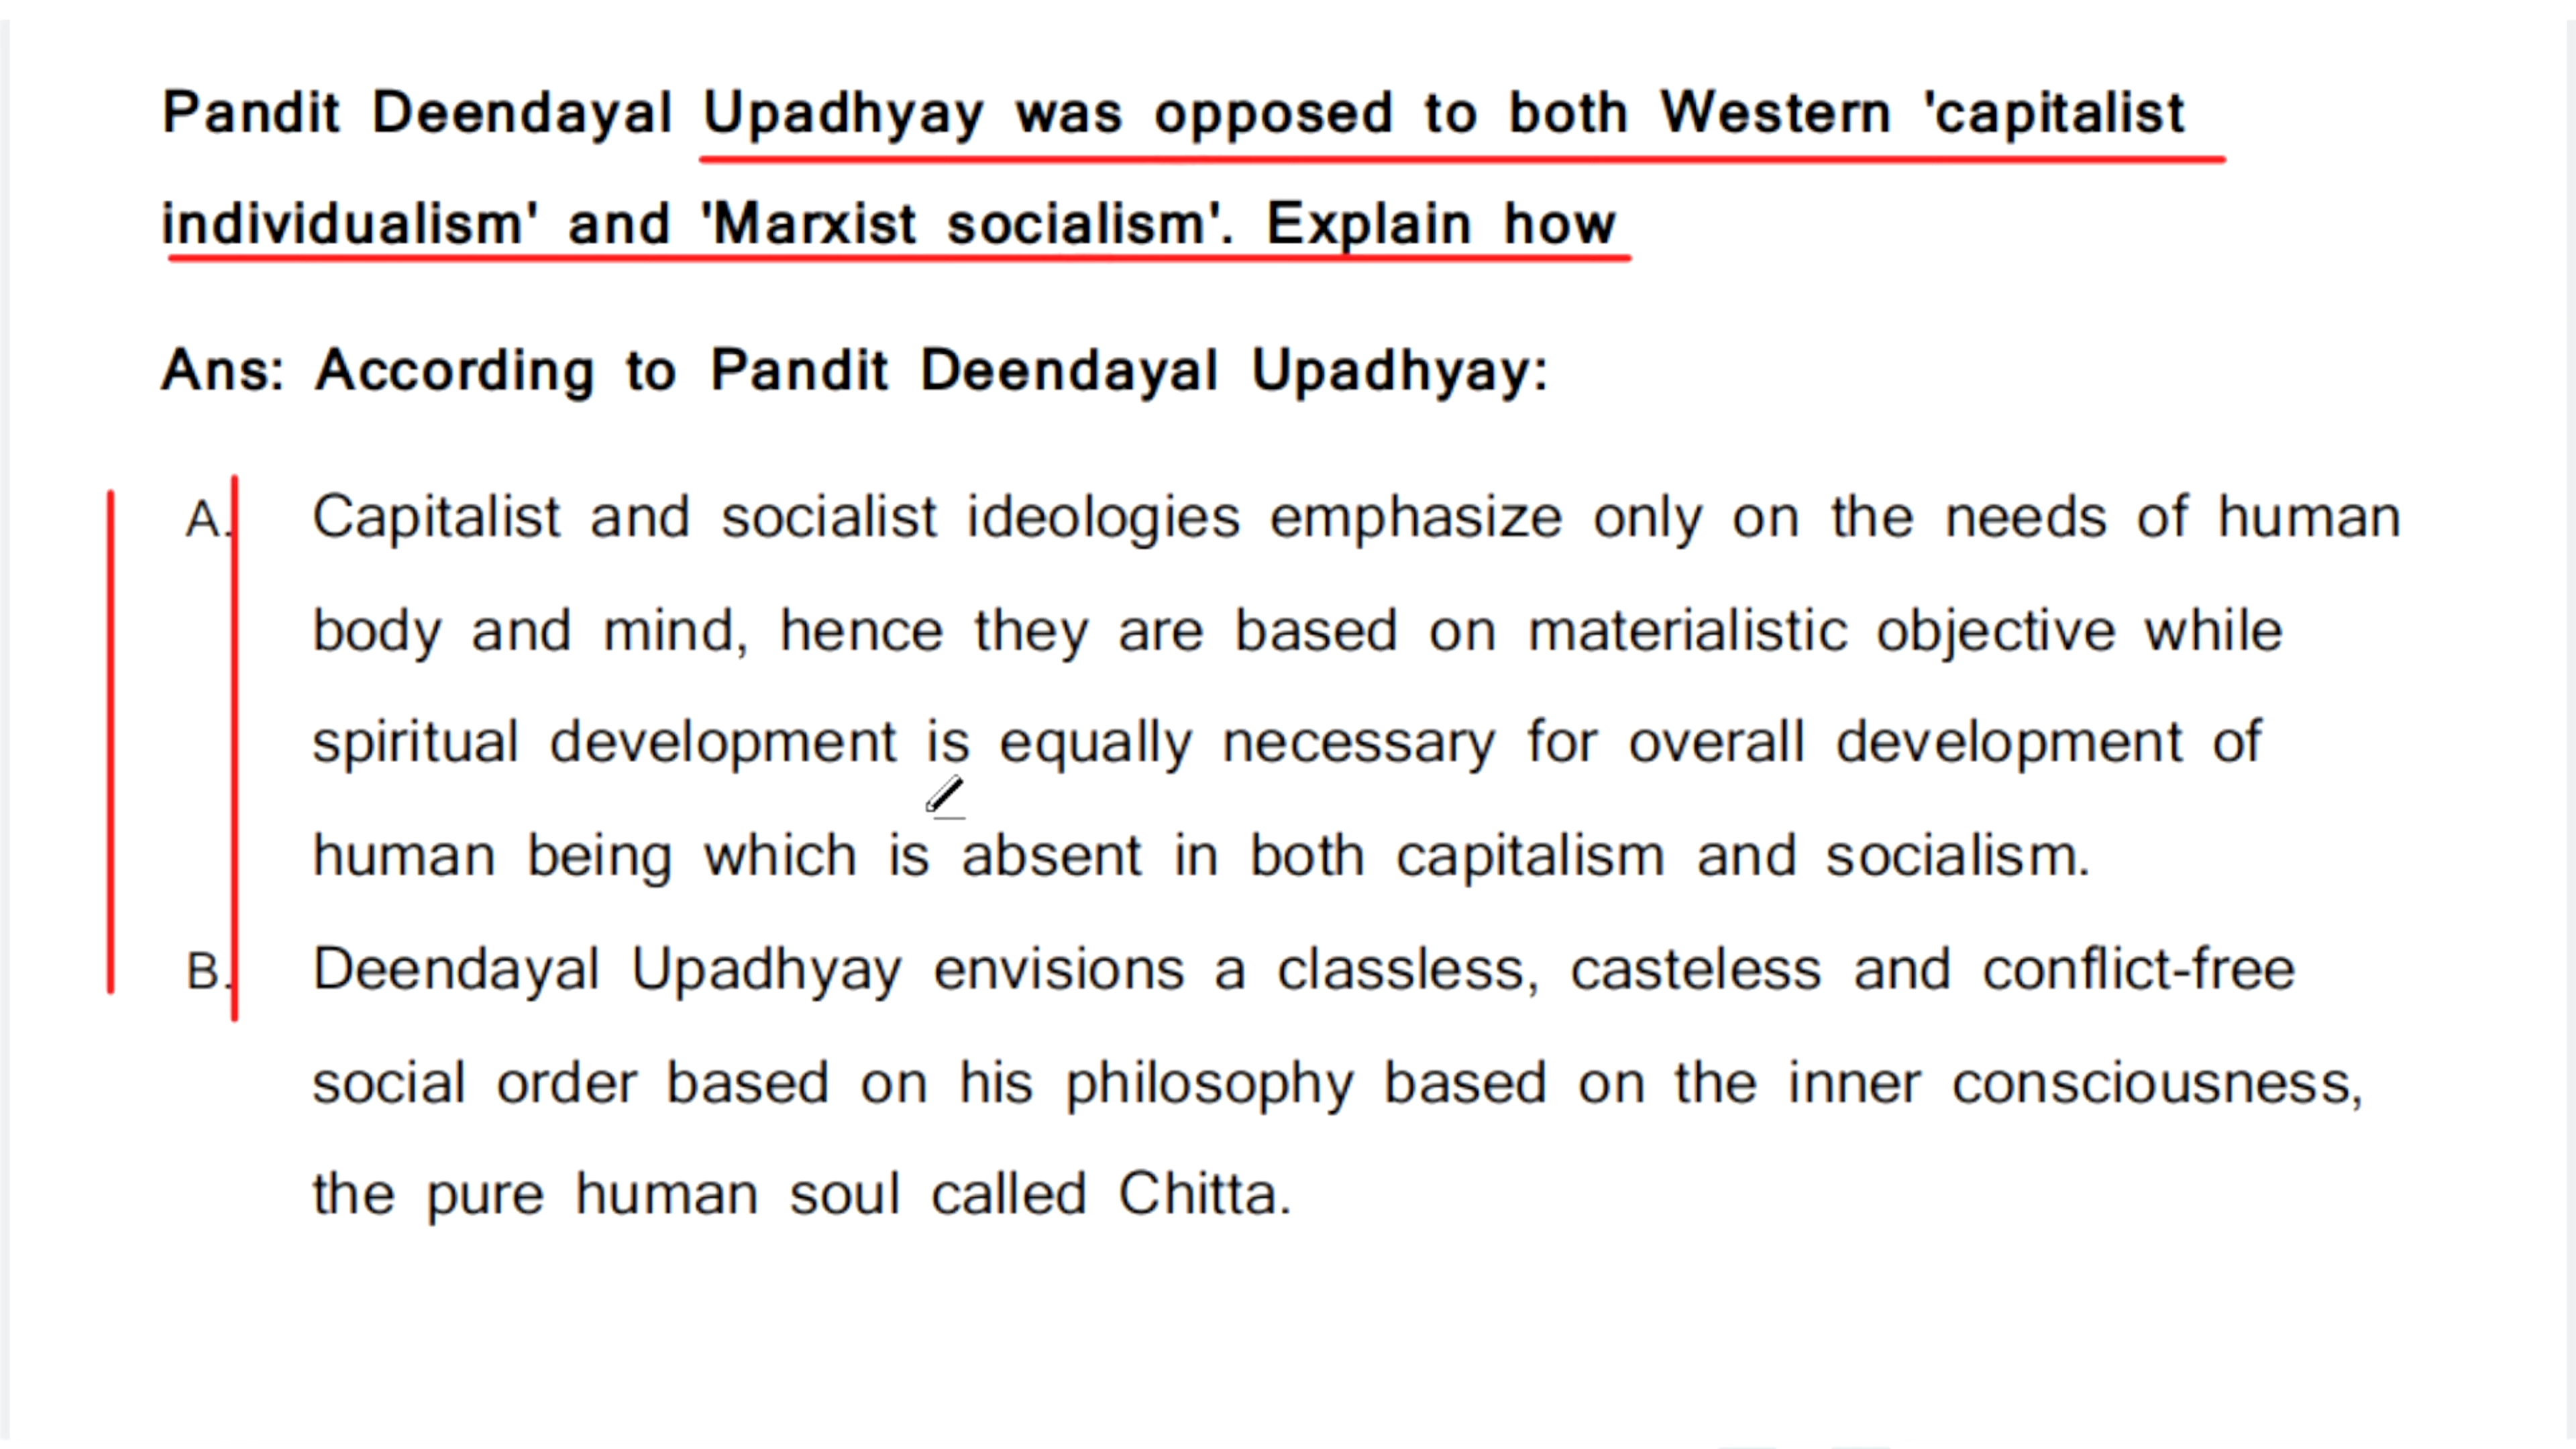 Pandit Deendayal Upadhyay was opposed to both Western 'capitalist
individualism' and 'Marxist socialism'. Explain how
Ans: According to Pandit Deendayal Upadhyay:
A. Capitalist and socialist ideologies emphasize only on the needs of human
body and mind, hence they are based on materialistic objective while
spiritual development is equally necessary for overall development of
human being which is absent in both capitalism and socialism.
B. Deendayal Upadhyay envisions a classless, casteless and conflict-free
social order based on his philosophy based on the inner consciousness,
the pure human soul called Chitta.